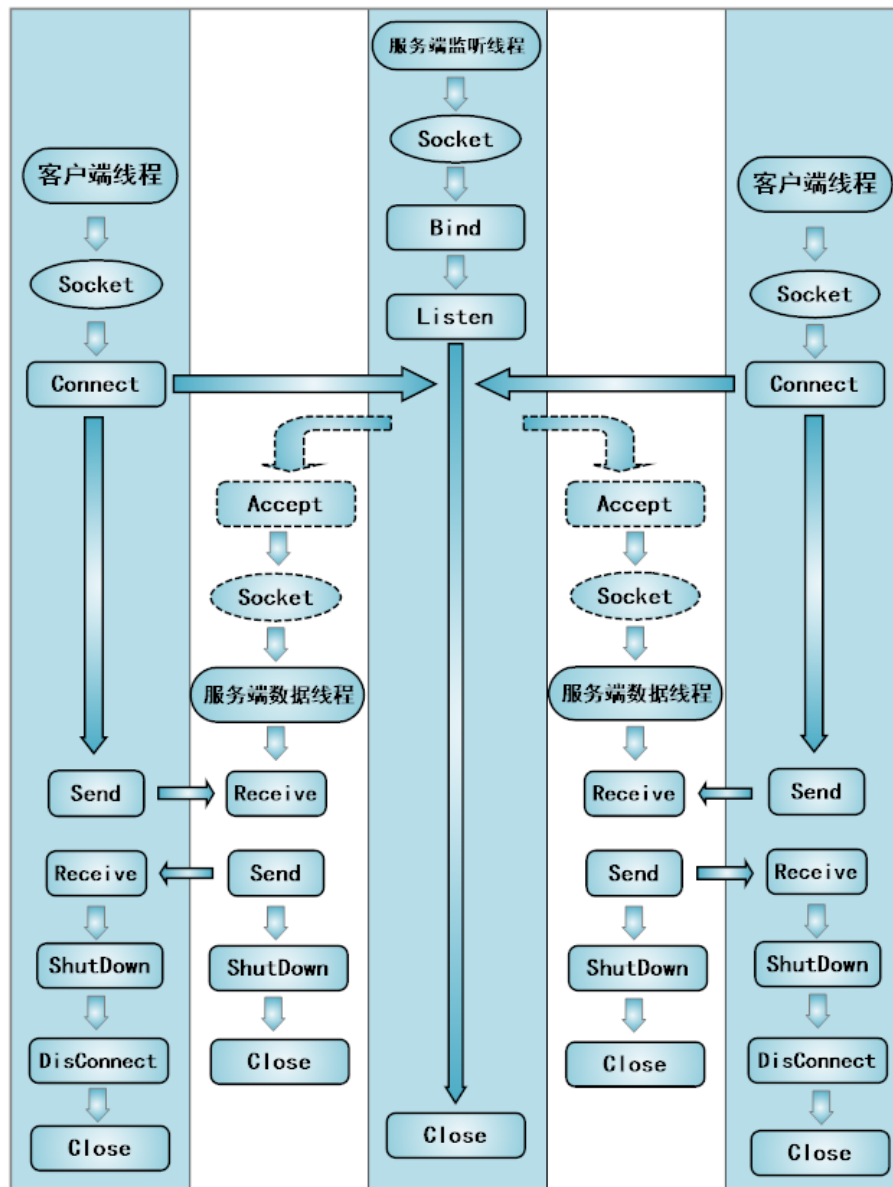 服务端监听线程
Socket
客户端线程
客户端线程
Bind
Socket
Socket
Listen
Connect
Connect
Accept
Accept
Socket
Socket
服务端数据线程
服务端数据线程
Send
Receive
Receive
Send
Receive
Send
Send
Receive
ShutDown
ShutDown
ShutDown
ShutDown
DisConnect
Close
Close
DisConnect
Close
Close
Close